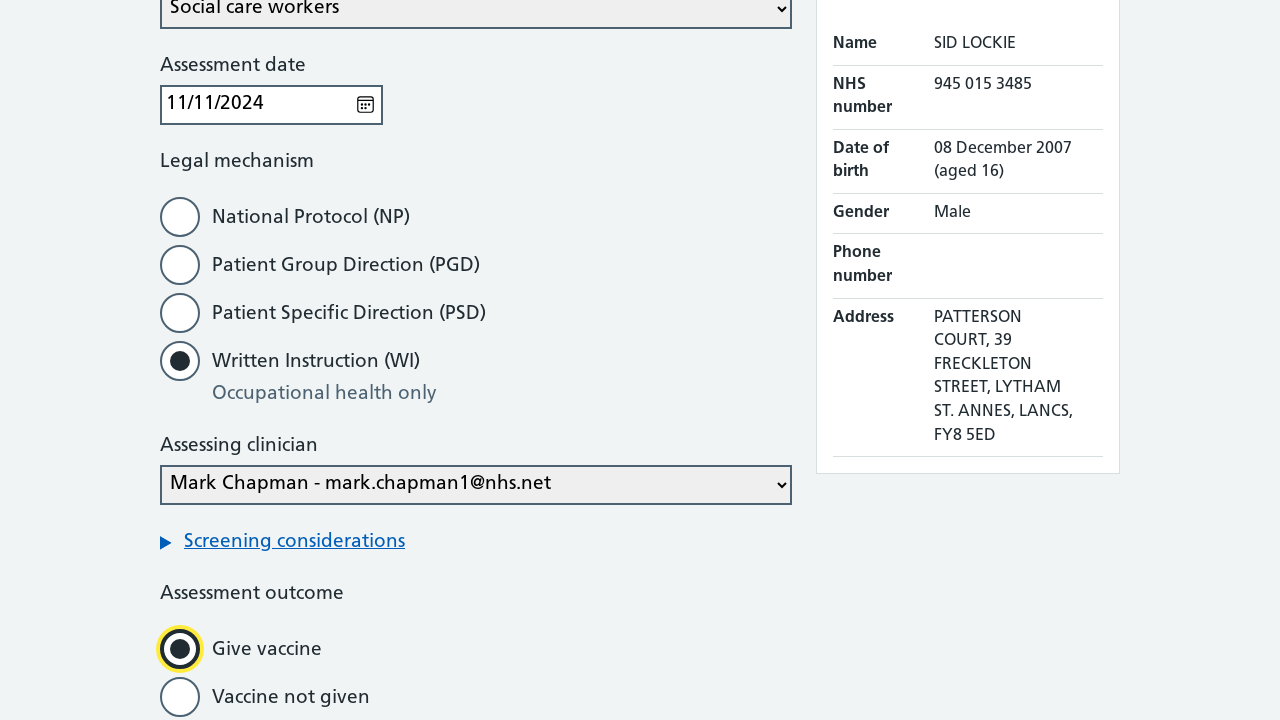 Social care workers
Assessment date
11/11/2024
Legal mechanism
National Protocol (NP)
Patient Group Direction (PGD)
Patient Specific Direction (PSD)
Written Instruction (WI)
Occupational health only
Assessing clinician
Mark Chapman - mark.chapman1@nhs.net
Screening considerations
Assessment outcome
Give vaccine
Vaccine not given
Name SID LOCKIE
NHS number 945 015 3485
Date of birth 08 December 2007 (aged 16)
Gender Male
Phone number
Address PATTERSON
COURT, 39
FRECKLETON
STREET, LYTHAM
ST. ANNES, LANCS,
FY8 5ED